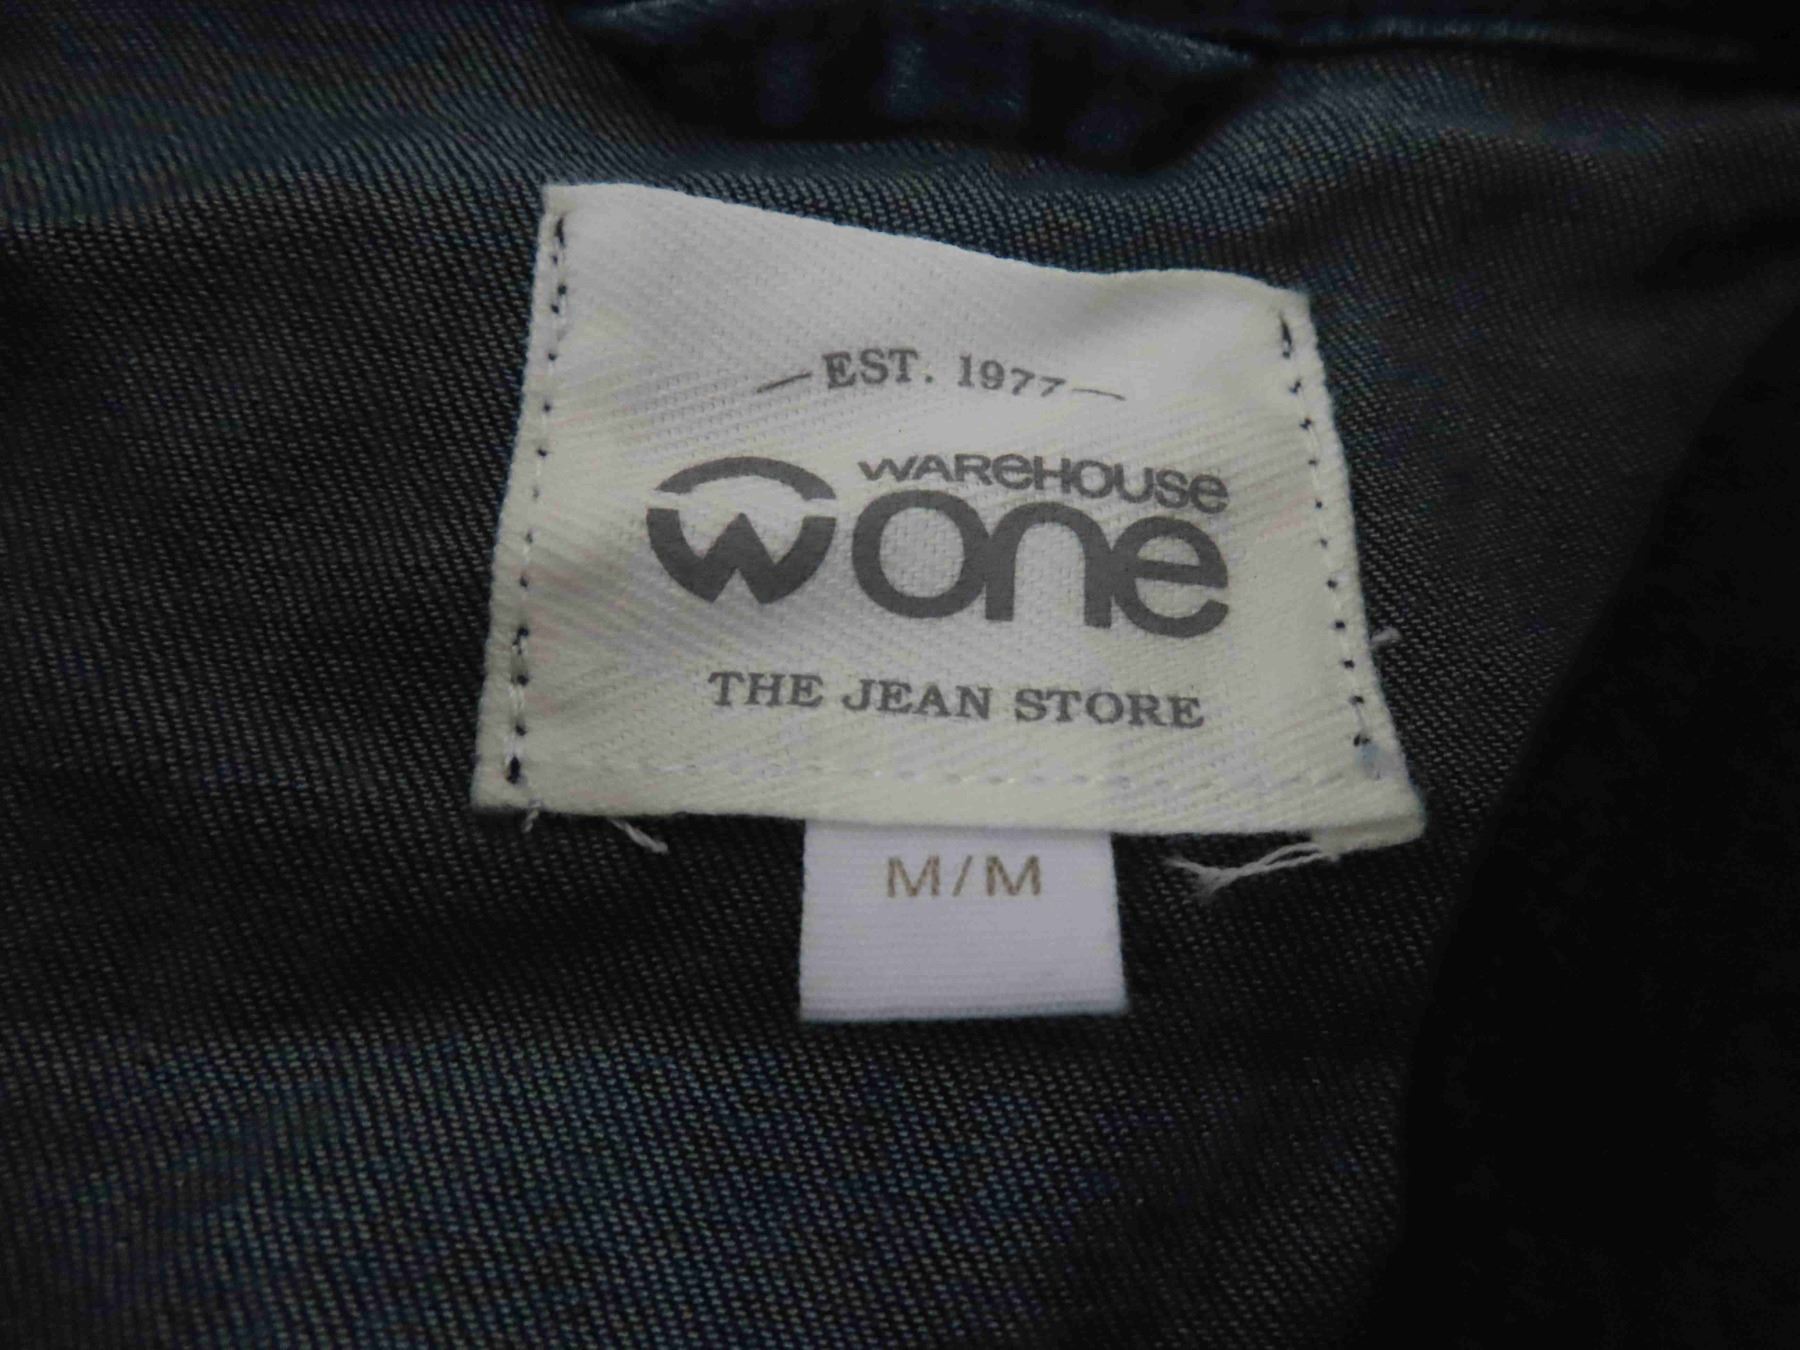 EST. 1977
WAREHOUSE
ONE
THE JEAN STORE
M/M